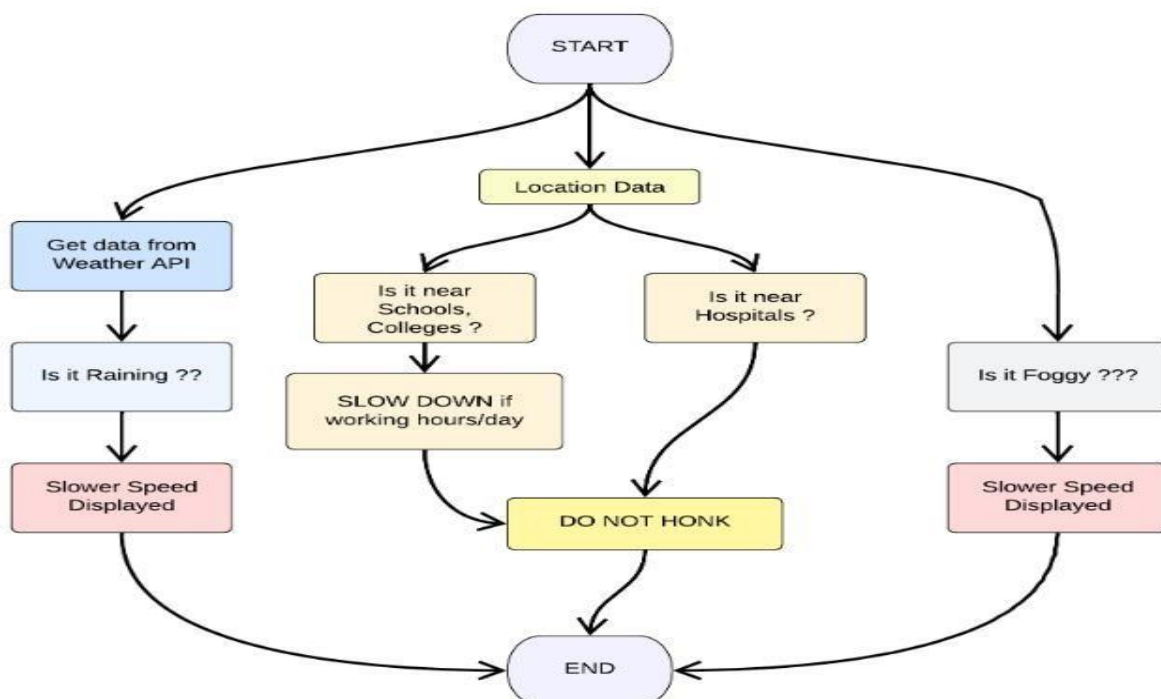 START
Location Data
Get data from
Weather API
Is it near
Schools,
Colleges ?
Is it near
Hospitals ?
Is it Raining ??
SLOW DOWN if
working hours/day
Is it Foggy ???
Slower Speed
Displayed
DO NOT HONK
Slower Speed
Displayed
END